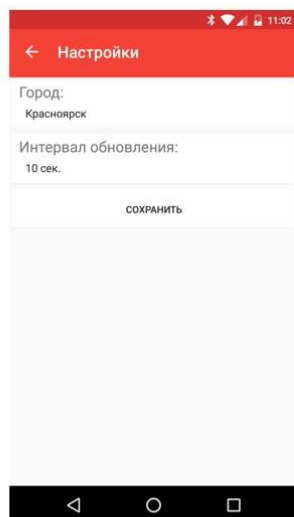 11:02
Настройки
Город:
Красноярск
Интервал обновления:
10 сек.
СОХРАНИТЬ